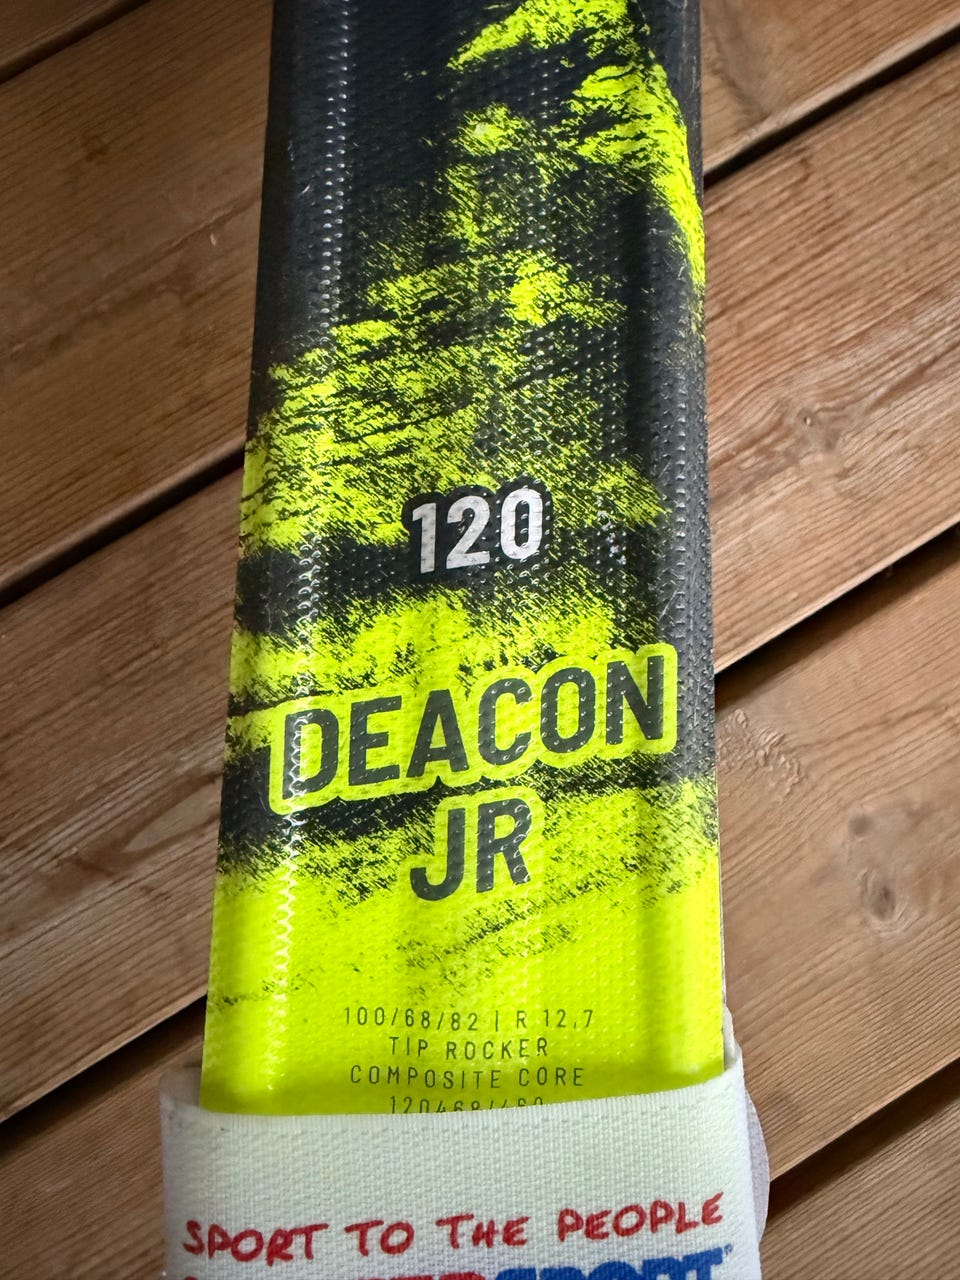 120
DEACON
JR
100/68/82 | R 12,7
TIP ROCKER
COMPOSITE CORE
SPORT TO THE PEOPLE